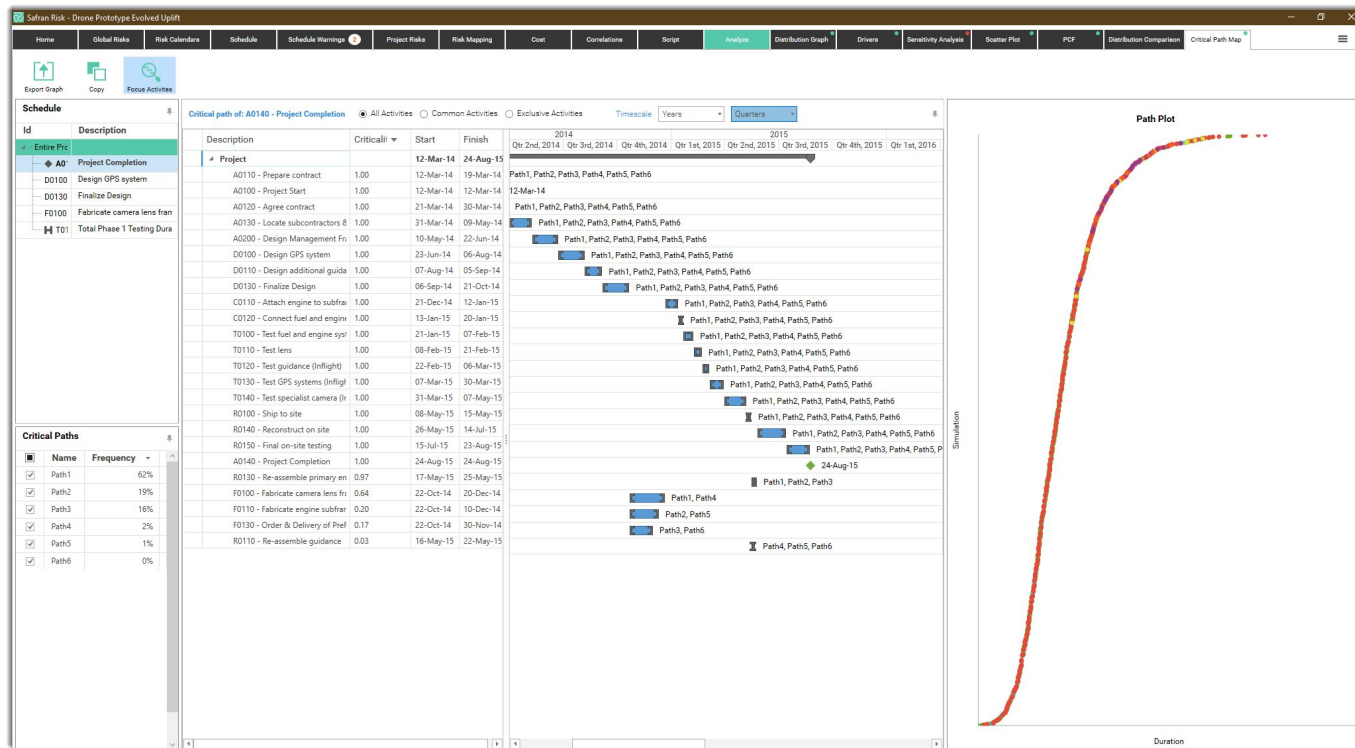 Safran Risk - Drone Prototype Evolved Uplift
Home Global Risks Risk Calendars Schedule Schedule Warnings 2 Project Risks Risk Mapping Cost Correlations Script Analyze Distribution Graph Drivers Sensitivity Analysis Scatter Plot PCF Distribution Comparison Critical Path Map
Export Graph Copy Focus Activites
Schedule
Id Description
Entire Prc
A0 Project Completion
D0100 Design GPS system
D0130 Finalize Design
F0100 Fabricate camera lens fram
T01 Total Phase 1 Testing Dura
Critical Paths
Name Frequency
Path1 62%
Path2 19%
Path3 16%
Path4 2%
Path5 1%
Path6 0%
Critical path of: A0140 - Project Completion All Activities Common Activities Exclusive Activities Timescale Years Quarters
Description Criticali Start Finish
2014 2015
Qtr 2nd, 2014 Qtr 3rd, 2014 Qtr 4th, 2014 Qtr 1st, 2015 Qtr 2nd, 2015 Qtr 3rd, 2015 Qtr 4th, 2015 Qtr 1st, 2016
Project 12-Mar-14 24-Aug-15
A0110 - Prepare contract 1.00 12-Mar-14 19-Mar-14 Path1, Path2, Path3, Path4, Path5, Path6
A0100 - Project Start 1.00 12-Mar-14 12-Mar-14 12-Mar-14
A0120 - Agree contract 1.00 21-Mar-14 30-Mar-14 Path1, Path2, Path3, Path4, Path5, Path6
A0130 - Locate subcontractors & 1.00 31-Mar-14 09-May-14 Path1, Path2, Path3, Path4, Path5, Path6
A0200 - Design Management Fr 1.00 10-May-14 22-Jun-14 Path1, Path2, Path3, Path4, Path5, Path6
D0100 - Design GPS system 1.00 23-Jun-14 06-Aug-14 Path1, Path2, Path3, Path4, Path5, Path6
D0110 - Design additional guida 1.00 07-Aug-14 05-Sep-14 Path1, Path2, Path3, Path4, Path5, Path6
D0130 - Finalize Design 1.00 06-Sep-14 21-Oct-14 Path1, Path2, Path3, Path4, Path5, Path6
C0110 - Attach engine to subfra 1.00 21-Dec-14 12-Jan-15 Path1, Path2, Path3, Path4, Path5, Path6
C0120 - Connect fuel and engine 1.00 13-Jan-15 20-Jan-15 Path1, Path2, Path3, Path4, Path5, Path6
T0100 - Test fuel and engine syst 1.00 21-Jan-15 07-Feb-15 Path1, Path2, Path3, Path4, Path5, Path6
T0110 - Test lens 1.00 08-Feb-15 21-Feb-15 Path1, Path2, Path3, Path4, Path5, Path6
T0120 - Test guidance (Inflight) 1.00 22-Feb-15 06-Mar-15 Path1, Path2, Path3, Path4, Path5, Path6
T0130 - Test GPS systems (Infligh 1.00 07-Mar-15 30-Mar-15 Path1, Path2, Path3, Path4, Path5, Path6
T0140 - Test specialist camera (Ir 1.00 31-Mar-15 07-May-15 Path1, Path2, Path3, Path4, Path5, Path6
R0100 - Ship to site 1.00 08-May-15 15-May-15 Path1, Path2, Path3, Path4, Path5, Path6
R0140 - Reconstruct on site 1.00 26-May-15 14-Jul-15 Path1, Path2, Path3, Path4, Path5, Path6
R0150 - Final on-site testing 1.00 15-Jul-15 23-Aug-15 Path1, Path2, Path3, Path4, Path5, P
A0140 - Project Completion 1.00 24-Aug-15 24-Aug-15 24-Aug-15
R0130 - Re-assemble primary en 0.97 17-May-15 25-May-15 Path1, Path2, Path3
F0100 - Fabricate camera lens fr 0.64 22-Oct-14 20-Dec-14 Path1, Path4
F0110 - Fabricate engine subfrar 0.20 22-Oct-14 10-Dec-14 Path2, Path5
F0130 - Order & Delivery of Pref 0.17 22-Oct-14 30-Nov-14 Path3, Path6
R0110 - Re-assemble guidance 0.03 16-May-15 22-May-15 Path4, Path5, Path6
Path Plot
Simulation
Duration